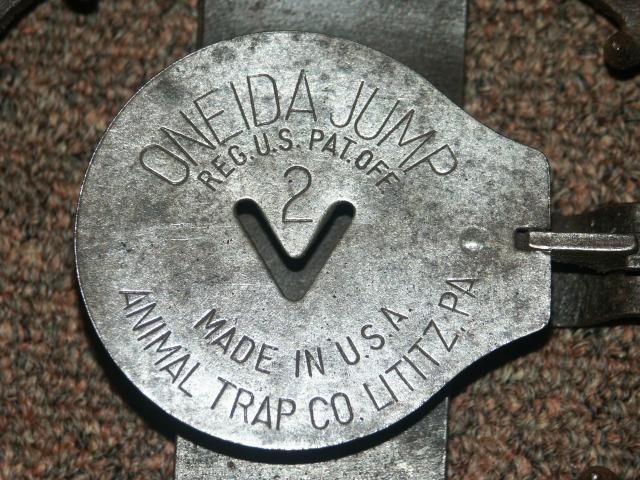 ONEIDA JUMP
REG. U.S. PAT. OFF
2
MADE IN U.S.A.
ANIMAL TRAP CO. LITITZ, PA